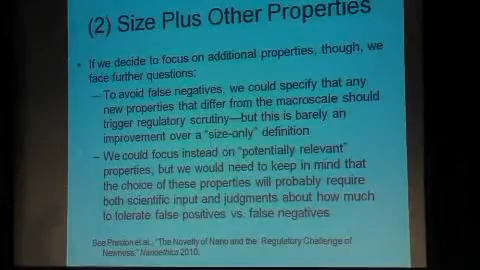 (2) Size Plus Other Properties
• If we decide to focus on additional properties, though, we
face further questions:
– To avoid false negatives, we could specify that any
new properties that differ from the macroscale should
trigger regulatory scrutiny—but this is barely an
improvement over a "size-only" definition
– We could focus instead on "potentially relevant"
properties, but we would need to keep in mind that
the choice of these properties will probably require
both scientific input and judgments about how much
to tolerate false positives vs. false negatives
See Preston et al., "The Novelty of Nano and the Regulatory Challenge of
Newness," Nanoethics 2010.